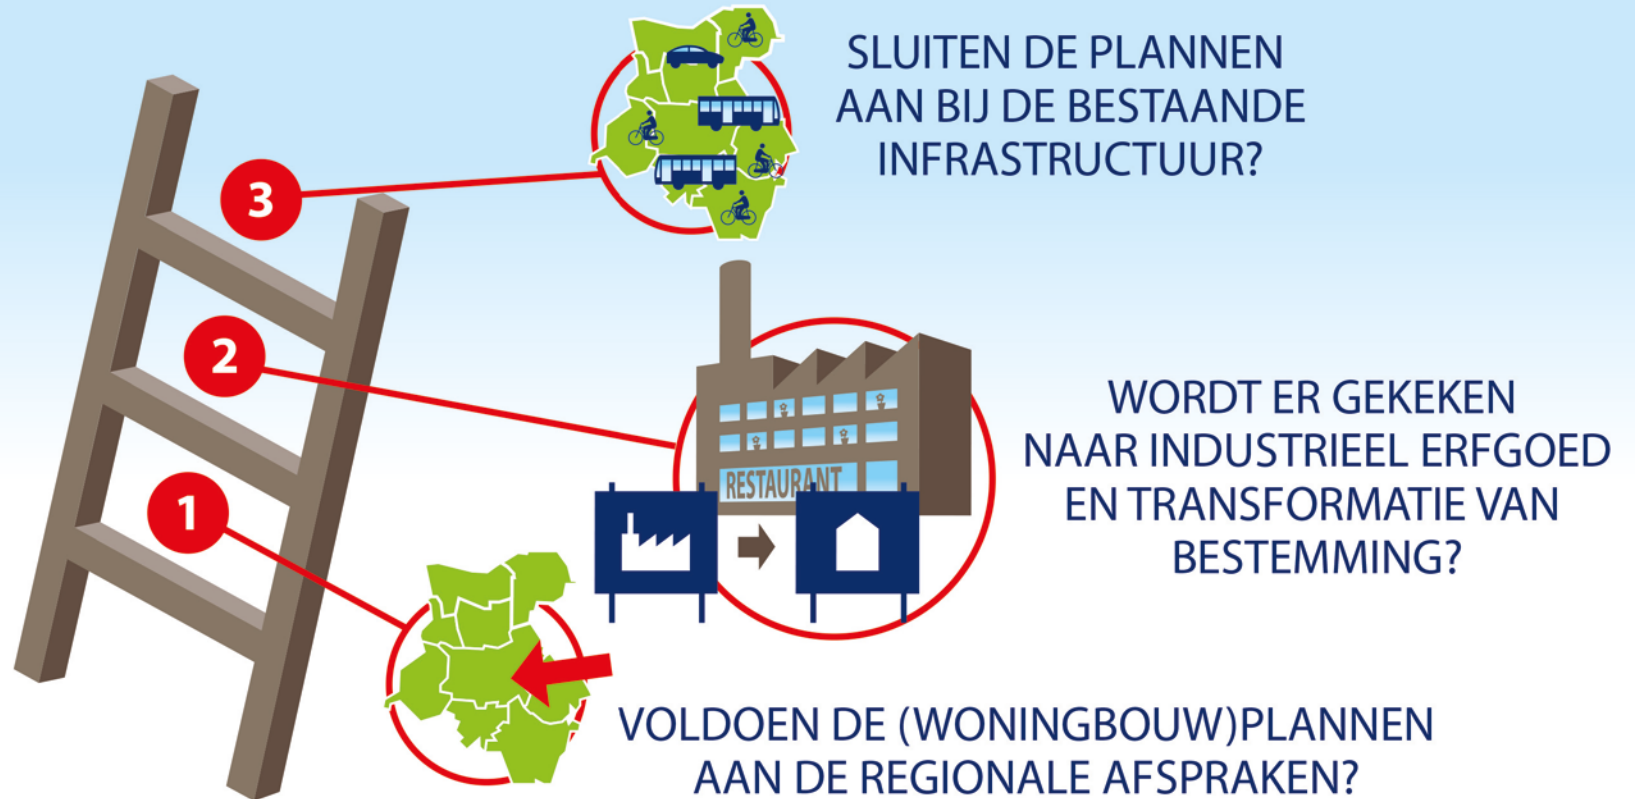 SLUITEN DE PLANNEN
AAN BIJ DE BESTAANDE
INFRASTRUCTUUR?
3
2
WORDT ER GEKEKEN
NAAR INDUSTRIEEL ERFGOED
EN TRANSFORMATIE VAN
BESTEMMING?
RESTAURANT
1
VOLDOEN DE (WONINGBOUW)PLANNEN
AAN DE REGIONALE AFSPRAKEN?